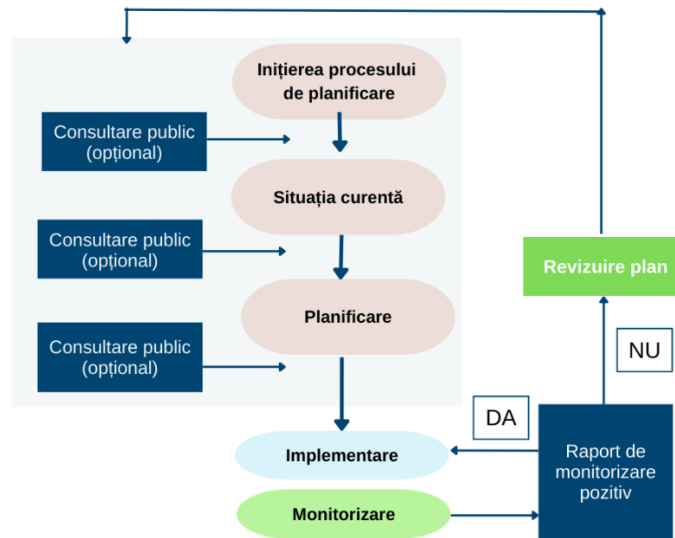 Inițierea procesului
de planificare
Consultare public
(opțional)
Situația curentă
Consultare public
(opțional)
Revizuire plan
Planificare
Consultare public
(opțional)
NU
DA
Implementare
Raport de
monitorizare
pozitiv
Monitorizare